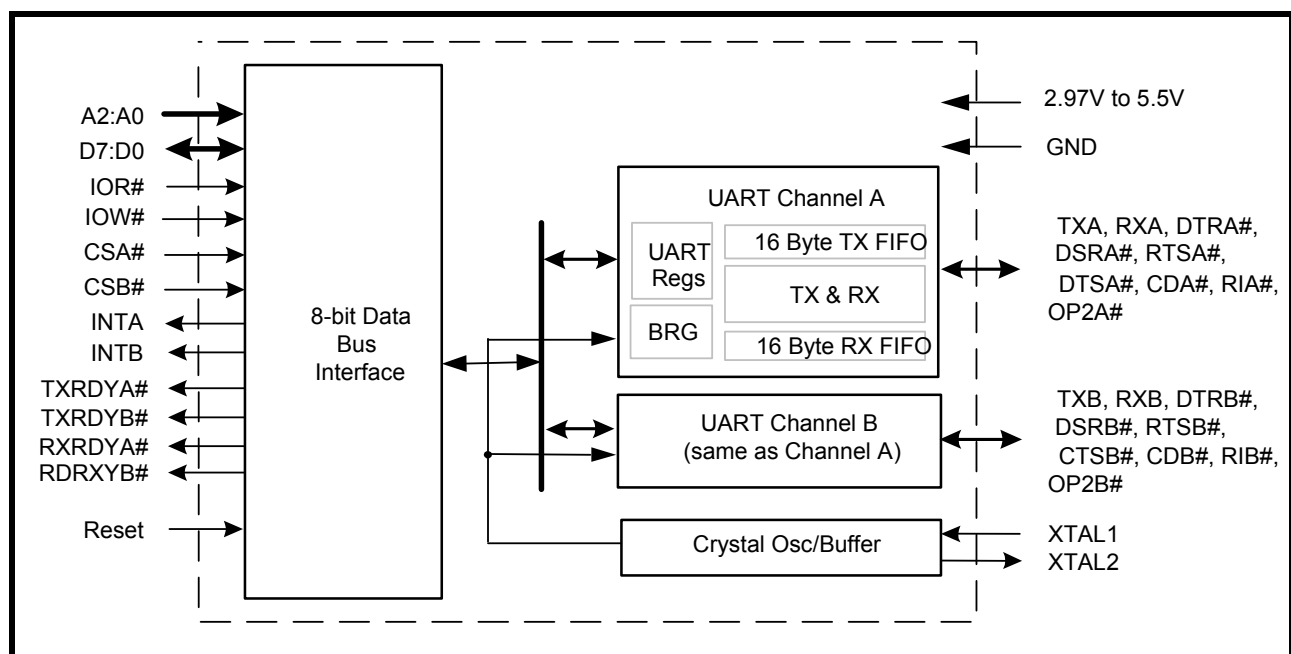 A2:A0
D7:D0
IOR#
IOW#
CSA#
CSB#
INTA
INTB
TXRDYA#
TXRDYB#
RXRDYA#
RDRXYB#
Reset
8-bit Data
Bus
Interface
UART Channel A
UART
Regs
BRG
16 Byte TX FIFO
TX & RX
16 Byte RX FIFO
UART Channel B
(same as Channel A)
Crystal Osc/Buffer
2.97V to 5.5V
GND
TXA, RXA, DTRA#,
DSRA#, RTSA#,
DTSA#, CDA#, RIA#,
OP2A#
TXB, RXB, DTRB#,
DSRB#, RTSB#,
CTSB#, CDB#, RIB#,
OP2B#
XTAL1
XTAL2